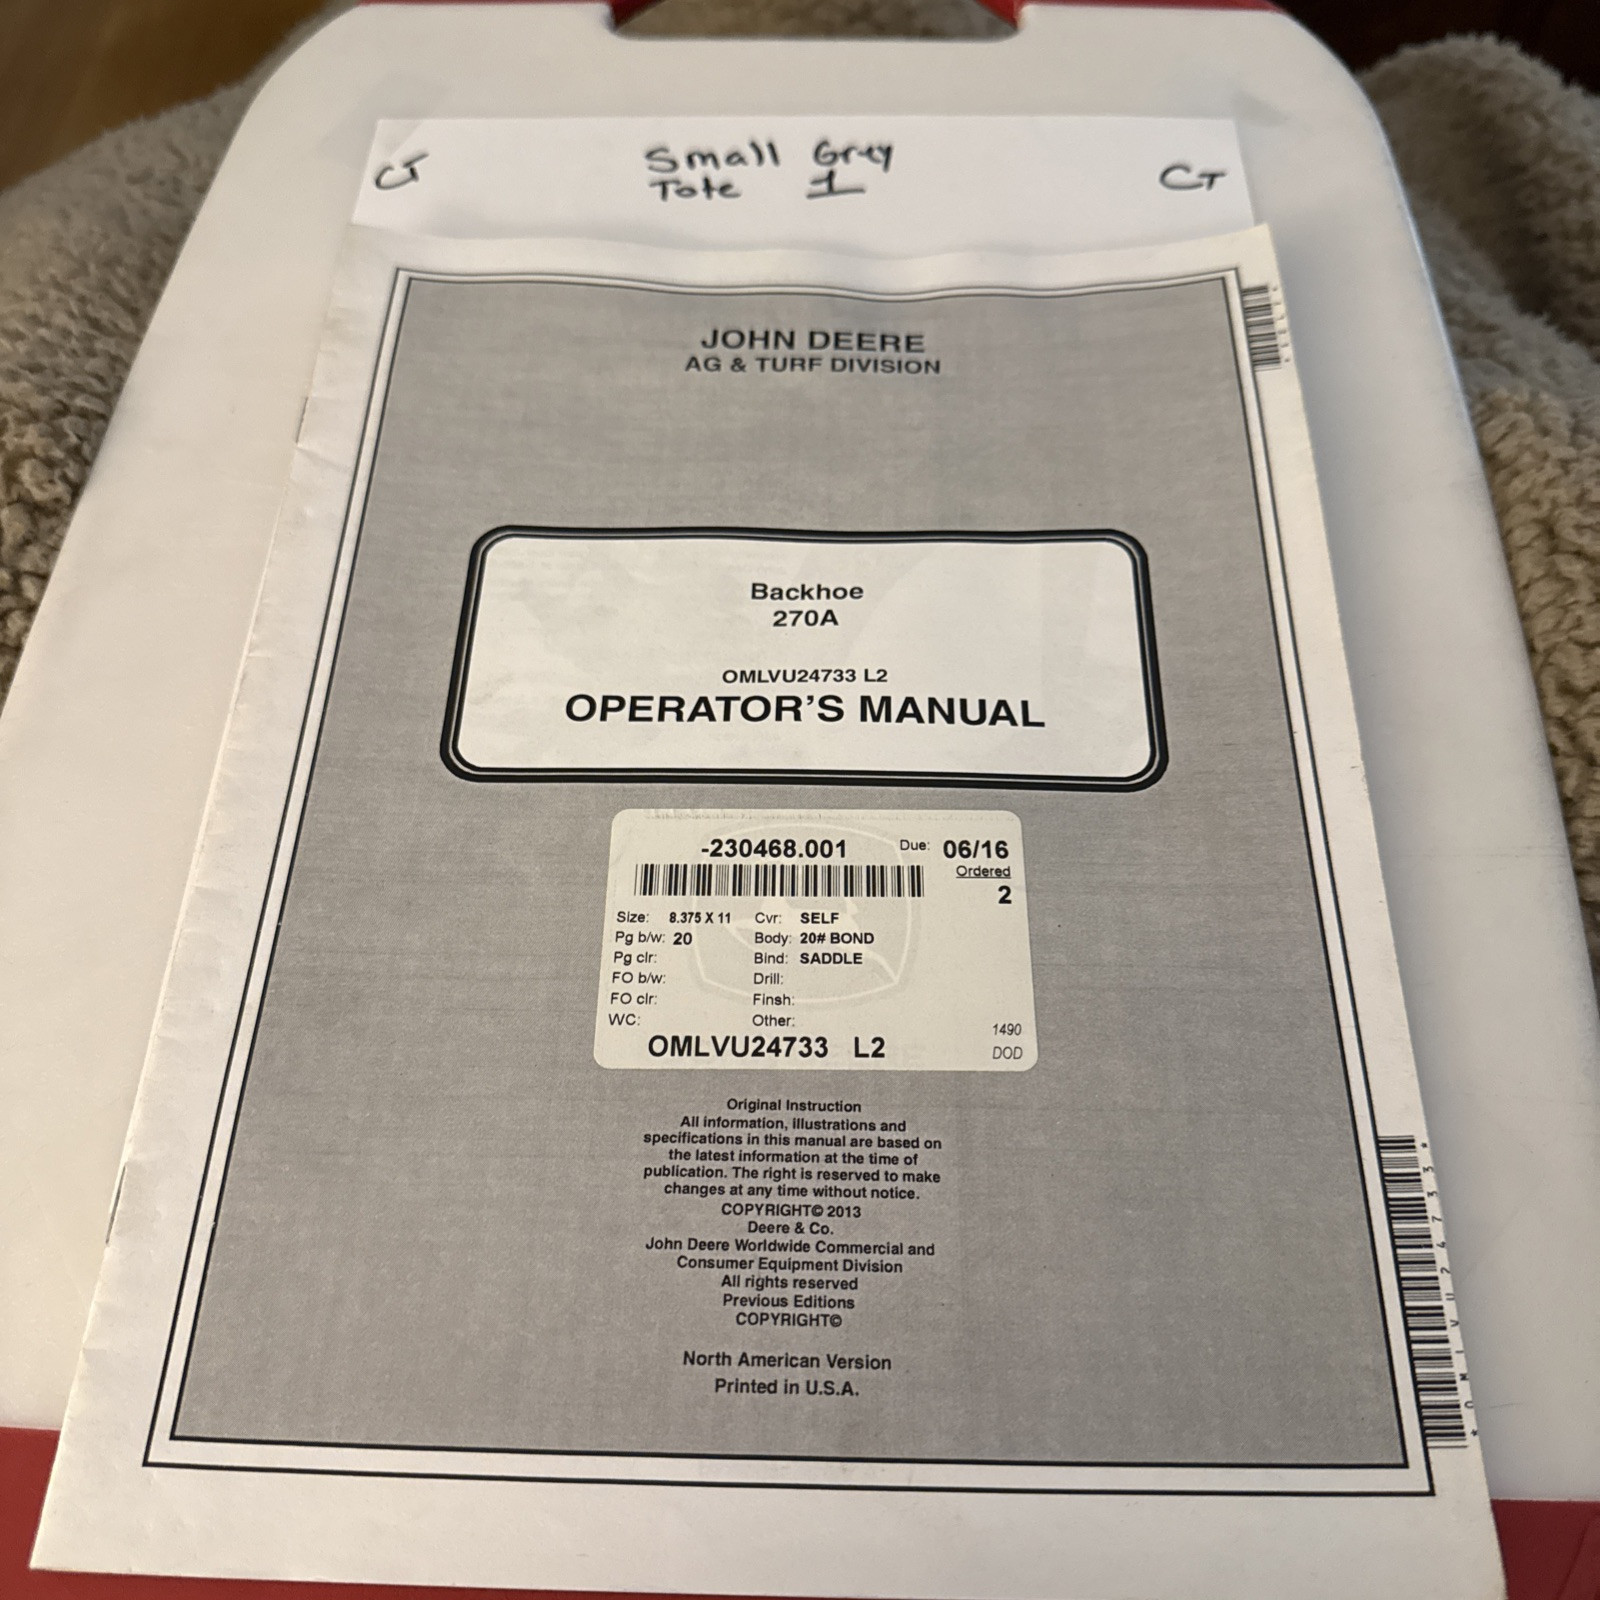 CT Small Grey CT
Tote 1
JOHN DEERE
AG & TURF DIVISION
Backhoe
270A
OMLVU24733 L2
OPERATOR'S MANUAL
-230468.001 Due: 06/16
Ordered
2
Size: 8.375 X 11 Cvr: SELF
Pg b/w: 20 Body: 20# BOND
Pg clr: Bind: SADDLE
FO b/w: Drill:
FO clr: Finsh:
WC: Other:
1490
OMLVU24733 L2 DOD
Original Instruction
All information, illustrations and
specifications in this manual are based on
the latest information at the time of
publication. The right is reserved to make
changes at any time without notice.
COPYRIGHT© 2013
Deere & Co.
John Deere Worldwide Commercial and
Consumer Equipment Division
All rights reserved
Previous Editions
COPYRIGHT©
North American Version
Printed in U.S.A.
*OMLVU24733*